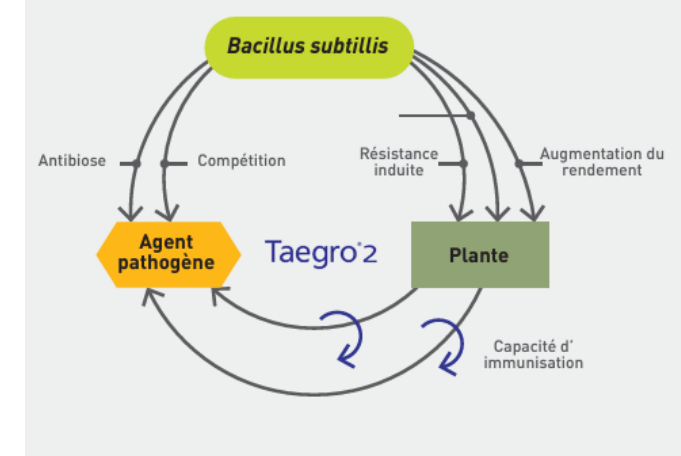 Bacillus subtillis
Antibiose
Compétition
Résistance
induite
Augmentation du
rendement
Agent
pathogène
Taegro®2
Plante
Capacité d'
immunisation